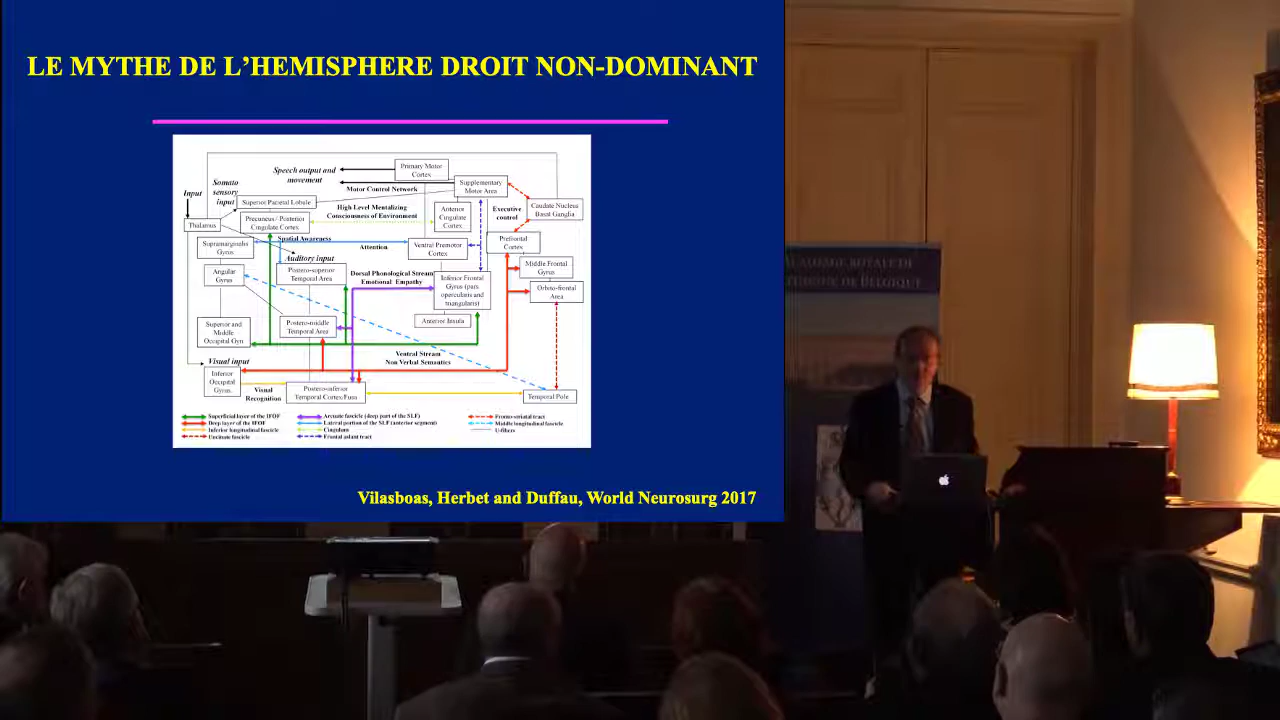 LE MYTHE DE L’HEMISPHERE DROIT NON-DOMINANT
Primary Motor
Cortex
Speech output and
movement
Motor Control Network
Supplementary
Motor Area
Input
Somato
sensory
input
Superior Parietal Lobule
High Level Mentalizing
Consciousness of Environment
Anterior
Cingulate
Cortex
Executive
control
Caudate Nucleus
Basal Ganglia
Thalamus
Precuneus / Posterior
Cingulate Cortex
Spatial Awareness
Supramarginalis
Gyrus
Attention
Ventral Premotor
Cortex
Prefrontal
Cortex
Auditory input
Angular
Gyrus
Postero-superior
Temporal Area
Dorsal Phonological Stream
Emotional Empathy
Inferior Frontal
Gyrus (pars
opercularis and
triangularis)
Middle Frontal
Gyrus
Orbito-frontal
Area
Superior and
Middle
Occipital Gyri
Postero-middle
Temporal Area
Anterior Insula
Ventral Stream
Non Verbal Semantics
Visual input
Inferior
Occipital
Gyrus
Visual
Recognition
Postero-inferior
Temporal Cortex/Fusa
Temporal Pole
Superficial layer of the IFOF
Deep layer of the IFOF
Inferior longitudinal fascicle
Uncinate fascicle
Arcuate fascicle (deep part of the SLF)
Lateral portion of the SLF (anterior segment)
Cingulum
Frontal aslant tract
Fronto-striatal tract
Middle longitudinal fascicle
U-fibers
Vilasboas, Herbet and Duffau, World Neurosurg 2017
ROYALE DE
DE BELGIQUE